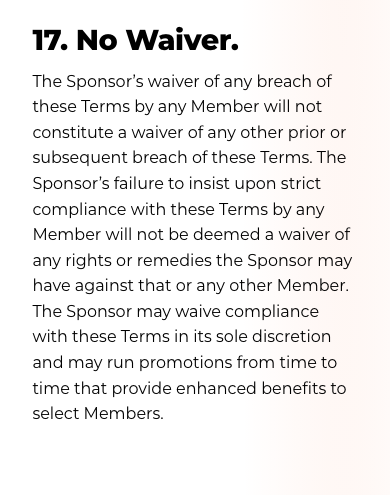 17. No Waiver.
The Sponsor’s waiver of any breach of
these Terms by any Member will not
constitute a waiver of any other prior or
subsequent breach of these Terms. The
Sponsor’s failure to insist upon strict
compliance with these Terms by any
Member will not be deemed a waiver of
any rights or remedies the Sponsor may
have against that or any other Member.
The Sponsor may waive compliance
with these Terms in its sole discretion
and may run promotions from time to
time that provide enhanced benefits to
select Members.